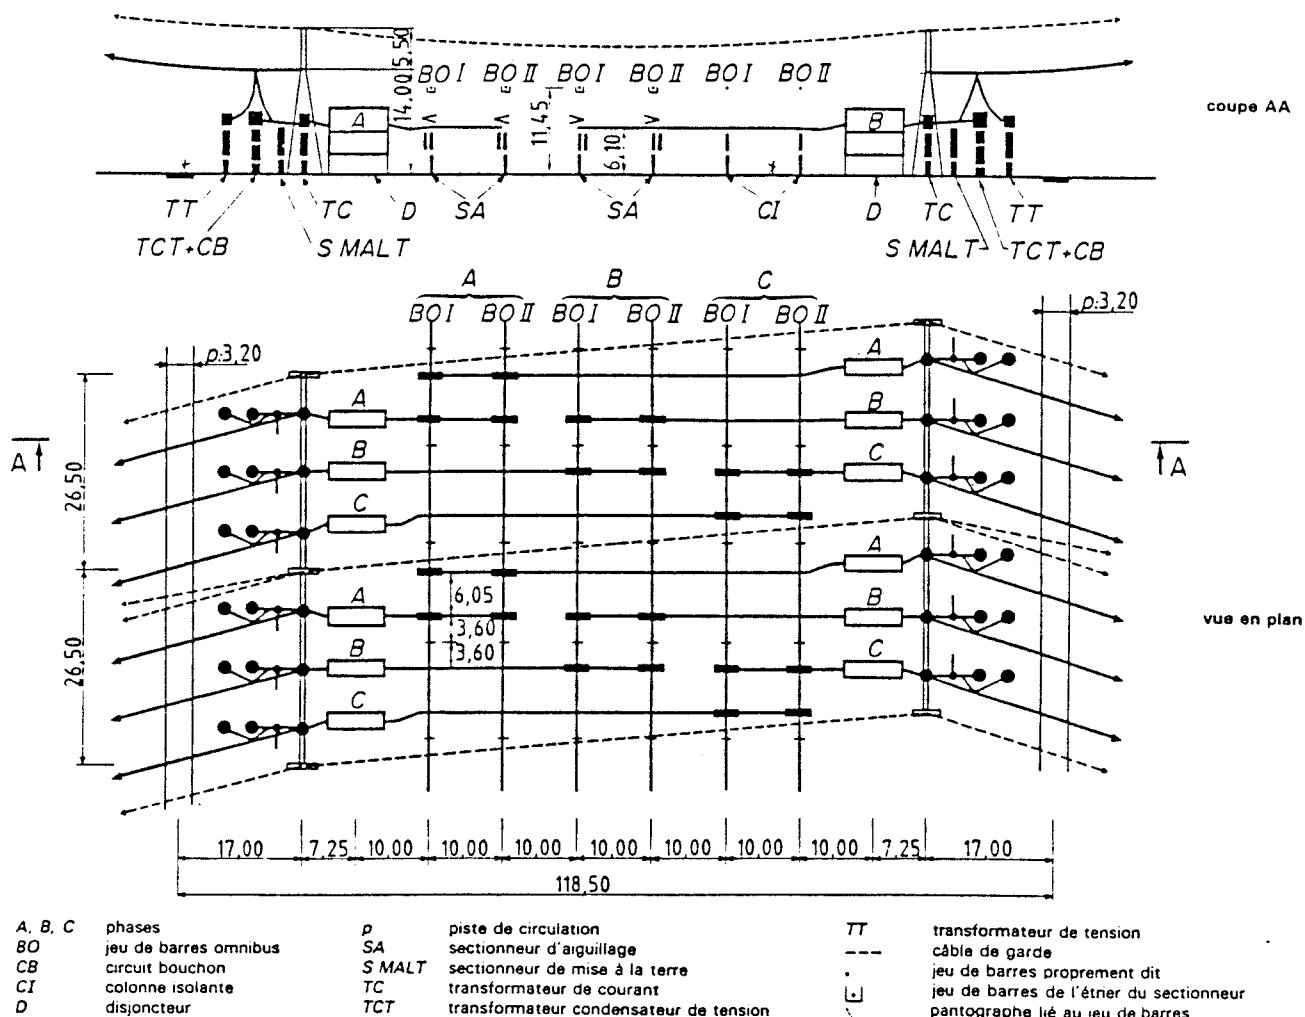 BO I BO II BO I BO II BO I BO II
14,00 5,50
11,45
6,10
A B
coupe AA
TT TC D SA SA CI D TC TT
TCT+CB S MALT S MALT TCT+CB
A B C
BO I BO II BO I BO II BO I BO II
p:3,20 p:3,20
A
A B
B C
C
A A
26,50
A
A B
6,05
3,60
3,60
B C
C
26,50
vue en plan
17,00 7,25 10,00 10,00 10,00 10,00 10,00 10,00 10,00 7,25 17,00
118,50
A, B, C phases
BO jeu de barres omnibus
CB circuit bouchon
CI colonne isolante
D disjoncteur
p piste de circulation
SA sectionneur d'aiguillage
S MALT sectionneur de mise à la terre
TC transformateur de courant
TCT transformateur condensateur de tension
TT transformateur de tension
câble de garde
jeu de barres proprement dit
jeu de barres de l'étrier du sectionneur
pantographe lié au jeu de barres